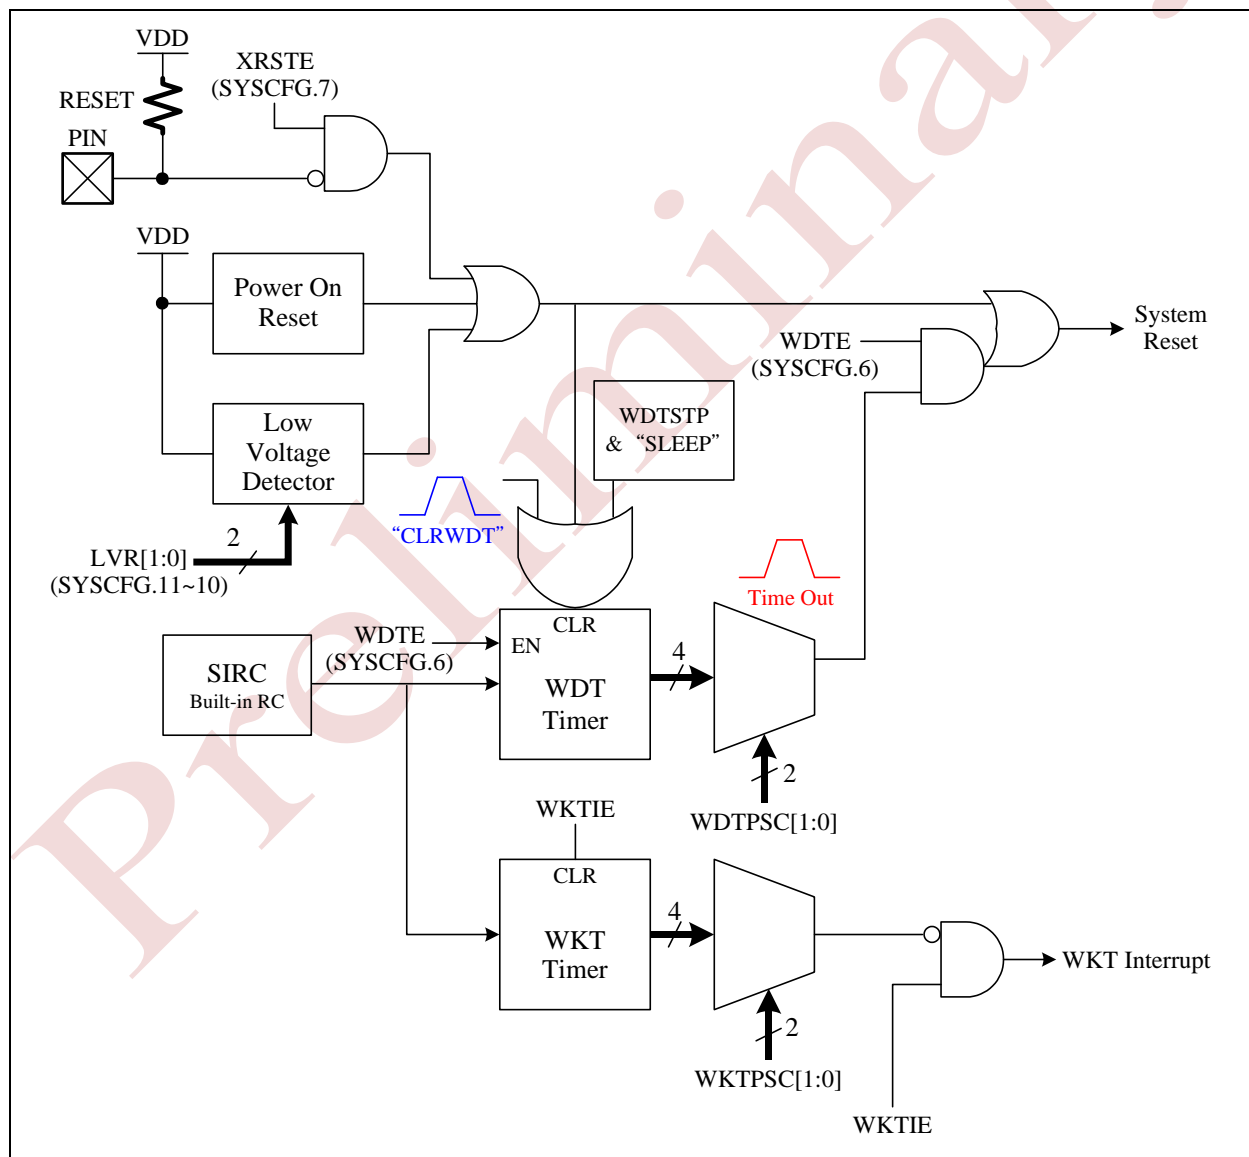 VDD
XRSTE
(SYSCFG.7)
RESET
PIN
VDD
Power On
Reset
System
Reset
WDTE
(SYSCFG.6)
Low
Voltage
Detector
WDTSTP
& “SLEEP”
“CLRWDT”
2
LVR[1:0]
(SYSCFG.11~10)
Time Out
CLR
WDTE
(SYSCFG.6)
EN
SIRC
Built-in RC
WDT
Timer
4
2
WDTPSC[1:0]
WKTIE
CLR
WKT
Timer
4
WKT Interrupt
2
WKTPSC[1:0]
WKTIE
Preliminary